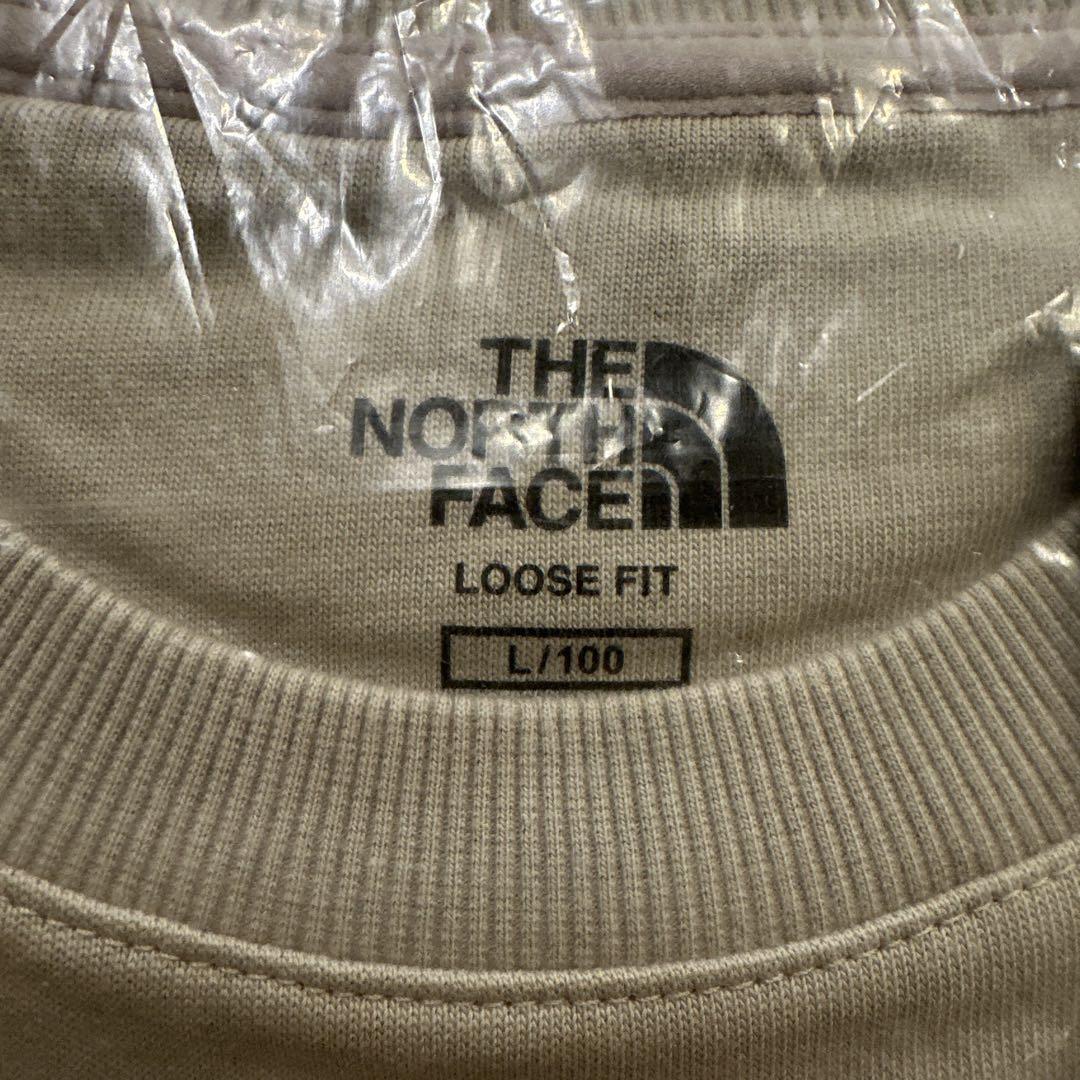 THE
NORTH
FACE
LOOSE FIT
L/100